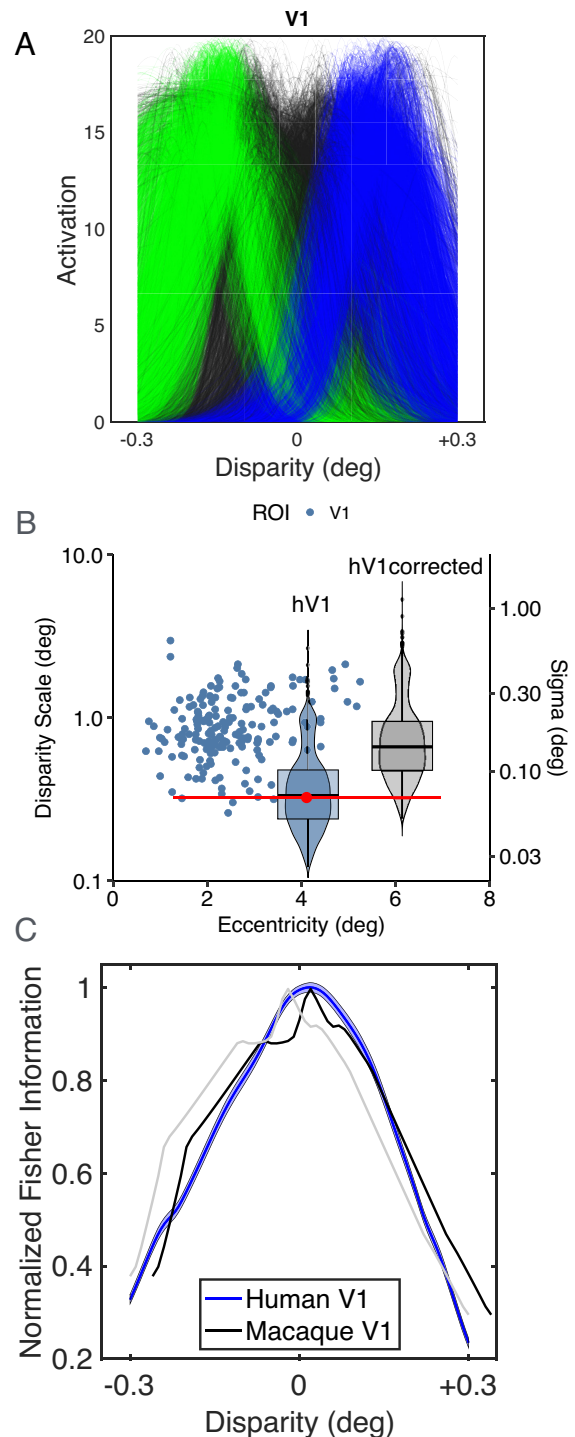 A
V1
20
15
10
5
0
Activation
-0.3
0
+0.3
Disparity (deg)
B
ROI
V1
hV1corrected
hV1
10.0
1.0
0.1
Disparity Scale (deg)
1.00
0.30
0.10
0.03
Sigma (deg)
0
2
4
6
8
Eccentricity (deg)
C
1
0.8
0.6
0.4
0.2
Normalized Fisher Information
Human V1
Macaque V1
-0.3
0
+0.3
Disparity (deg)